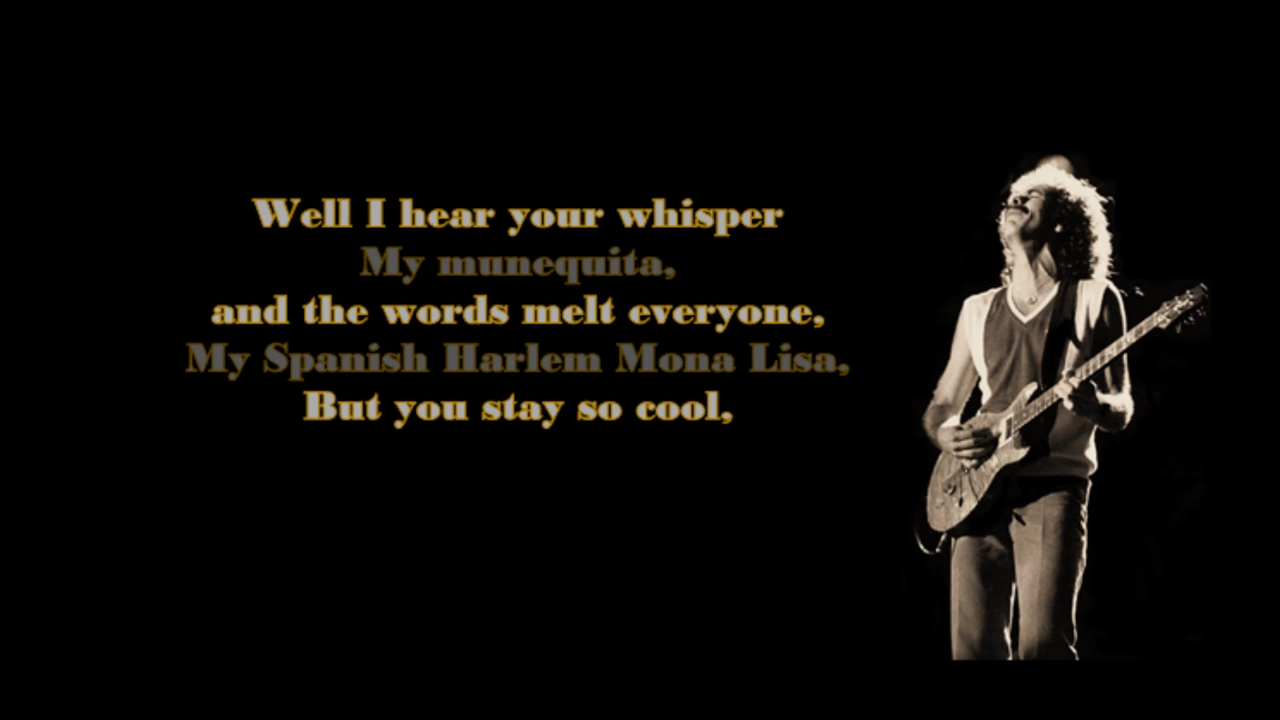 Well I hear your whisper
My munequita,
and the words melt everyone,
My Spanish Harlem Mona Lisa,
But you stay so cool,